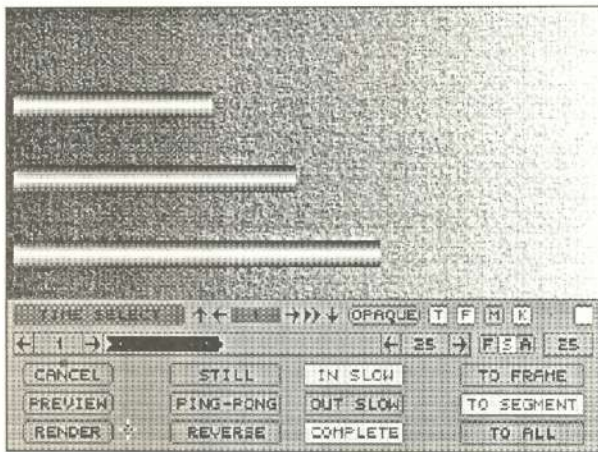 TIME SELECT ↑ ← 1 → ►► ↓ OPAQUE T F M K
← 1 → ← 25 → F S A 25
CANCEL STILL IN SLOW TO FRAME
PREVIEW PING-PONG OUT SLOW TO SEGMENT
RENDER REVERSE COMPLETE TO ALL